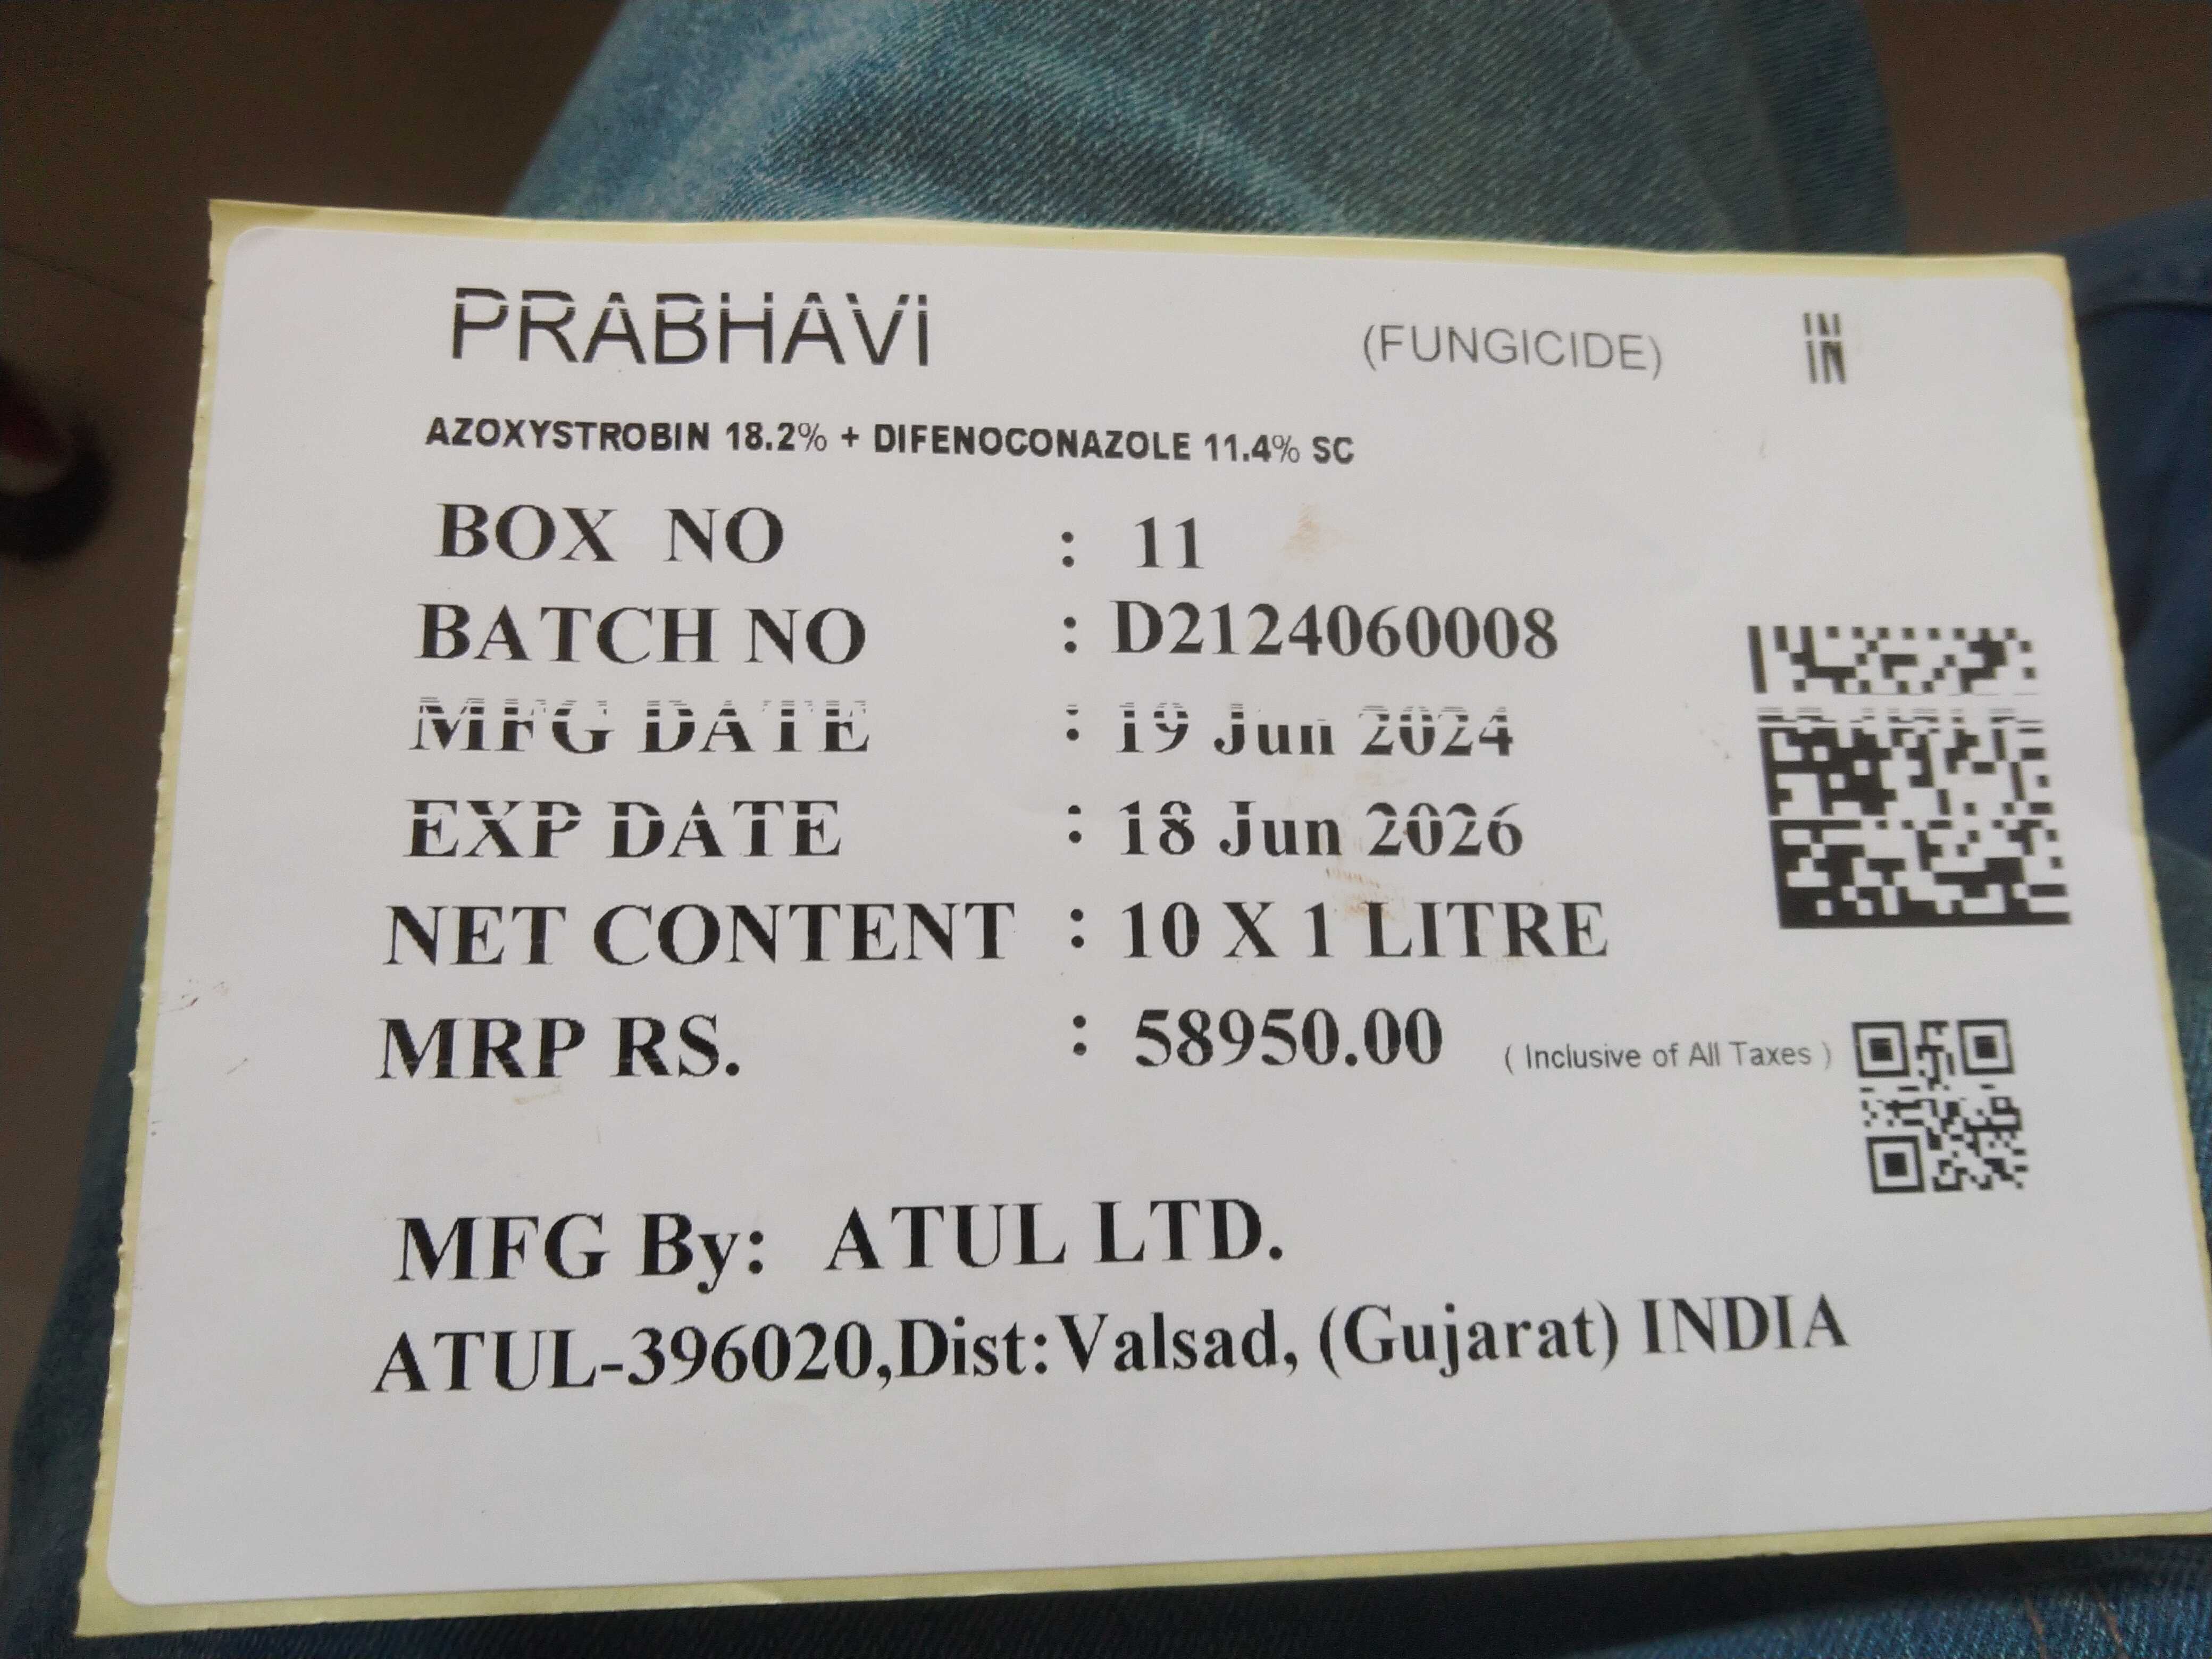 PRABHAVI (FUNGICIDE) IN
AZOXYSTROBIN 18.2% + DIFENOCONAZOLE 11.4% SC
BOX NO : 11
BATCH NO : D2124060008
MFG DATE : 19 Jun 2024
EXP DATE : 18 Jun 2026
NET CONTENT : 10 X 1 LITRE
MRP RS. : 58950.00 ( Inclusive of All Taxes )
MFG By: ATUL LTD.
ATUL-396020,Dist:Valsad, (Gujarat) INDIA